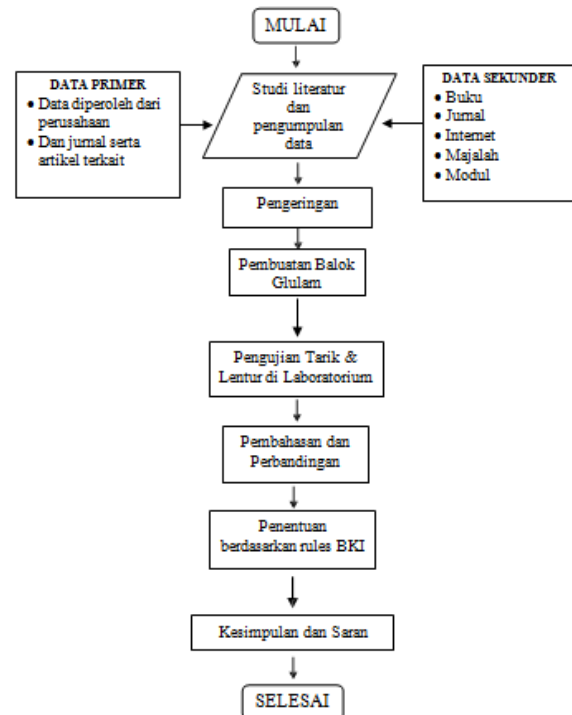 MULAI
DATA PRIMER
• Data diperoleh dari
perusahaan
• Dan jurnal serta
artikel terkait
Studi literatur
dan
pengumpulan
data
DATA SEKUNDER
• Buku
• Jurnal
• Internet
• Majalah
• Modul
Pengeringan
Pembuatan Balok
Glulam
Pengujian Tarik &
Lentur di Laboratorium
Pembahasan dan
Perbandingan
Penentuan
berdasarkan rules BKI
Kesimpulan dan Saran
SELESAI